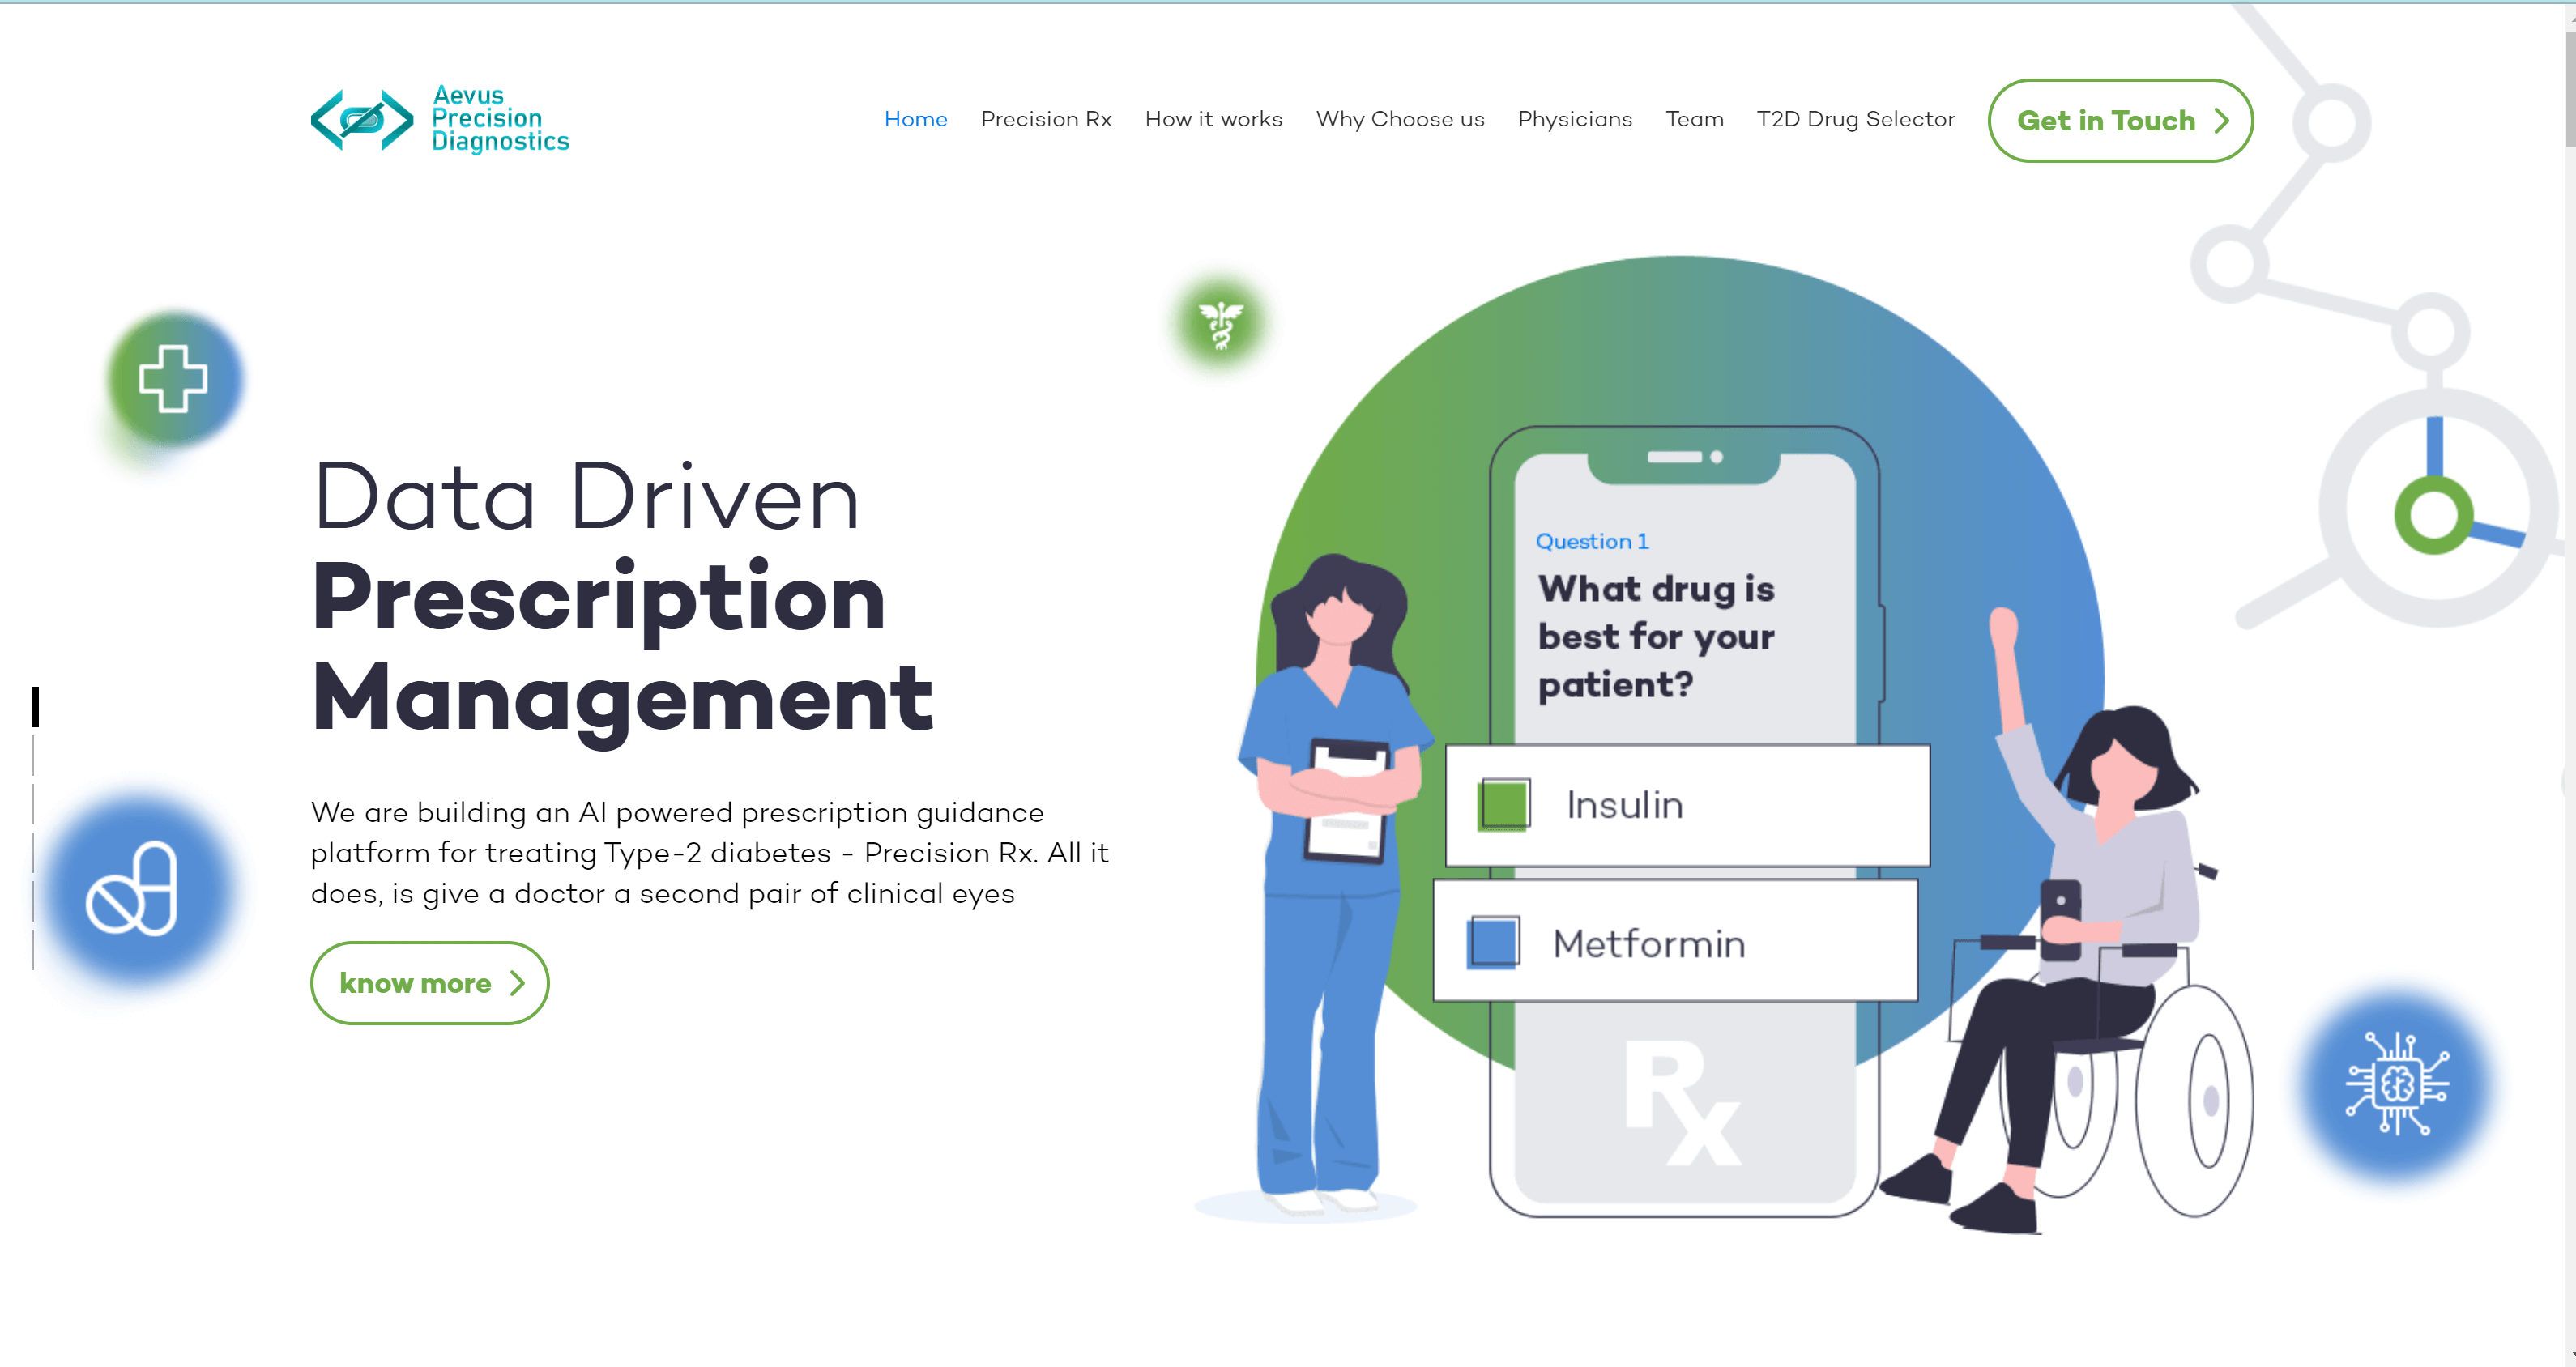 Aevus
Precision
Diagnostics
Home
Precision Rx
How it works
Why Choose us
Physicians
Team
T2D Drug Selector
Get in Touch
Data Driven
Prescription
Management
We are building an AI powered prescription guidance
platform for treating Type-2 diabetes - Precision Rx. All it
does, is give a doctor a second pair of clinical eyes
know more
Question 1
What drug is
best for your
patient?
Insulin
Metformin
Rx